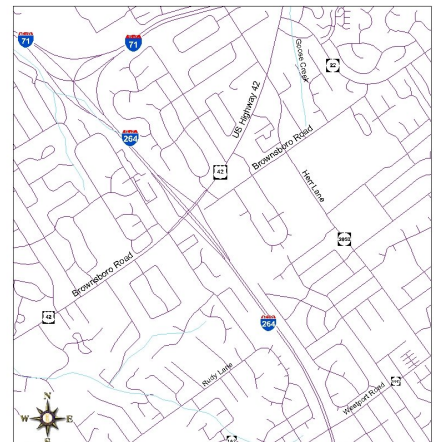 71
71
Goose Creek
22
264
US Highway 42
Brownsboro Road
42
Herr Lane
Brownsboro Road
42
264
Rudy Lane
Westport Road
N
W E
S